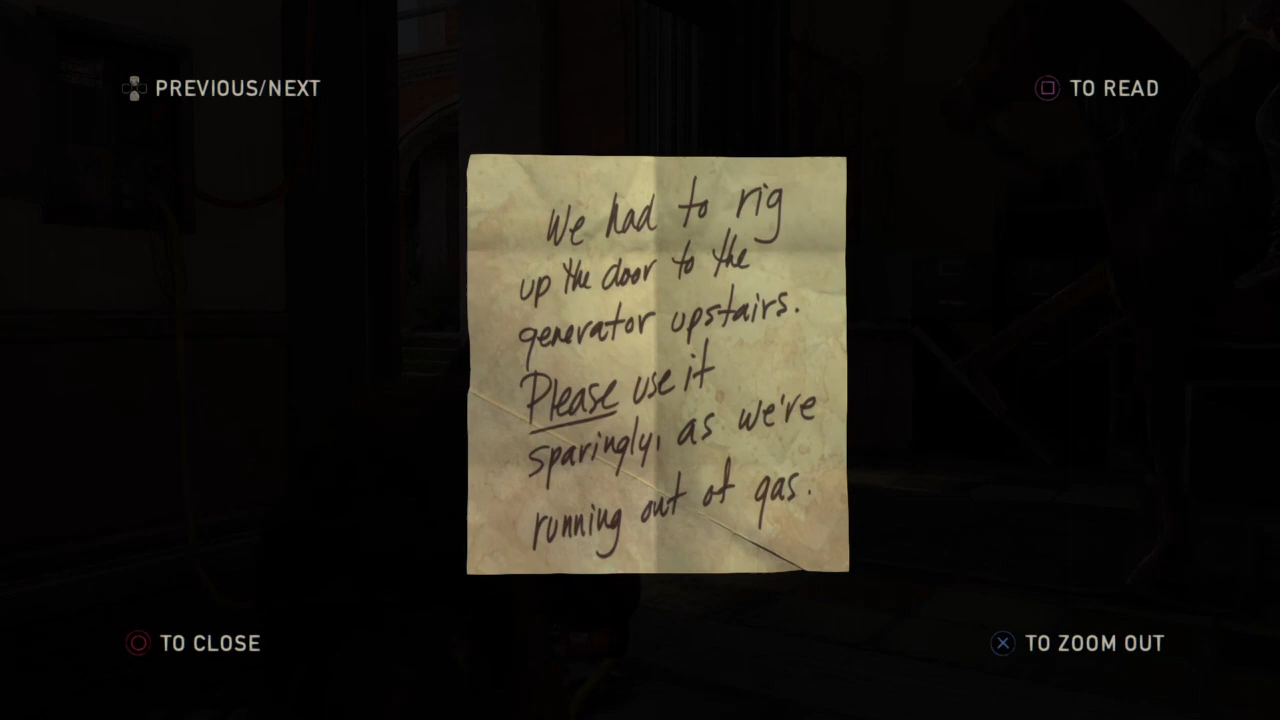 PREVIOUS/NEXT
TO READ
We had to rig
up the door to the
generator upstairs.
Please use it
sparingly, as we're
running out of gas.
TO CLOSE
TO ZOOM OUT